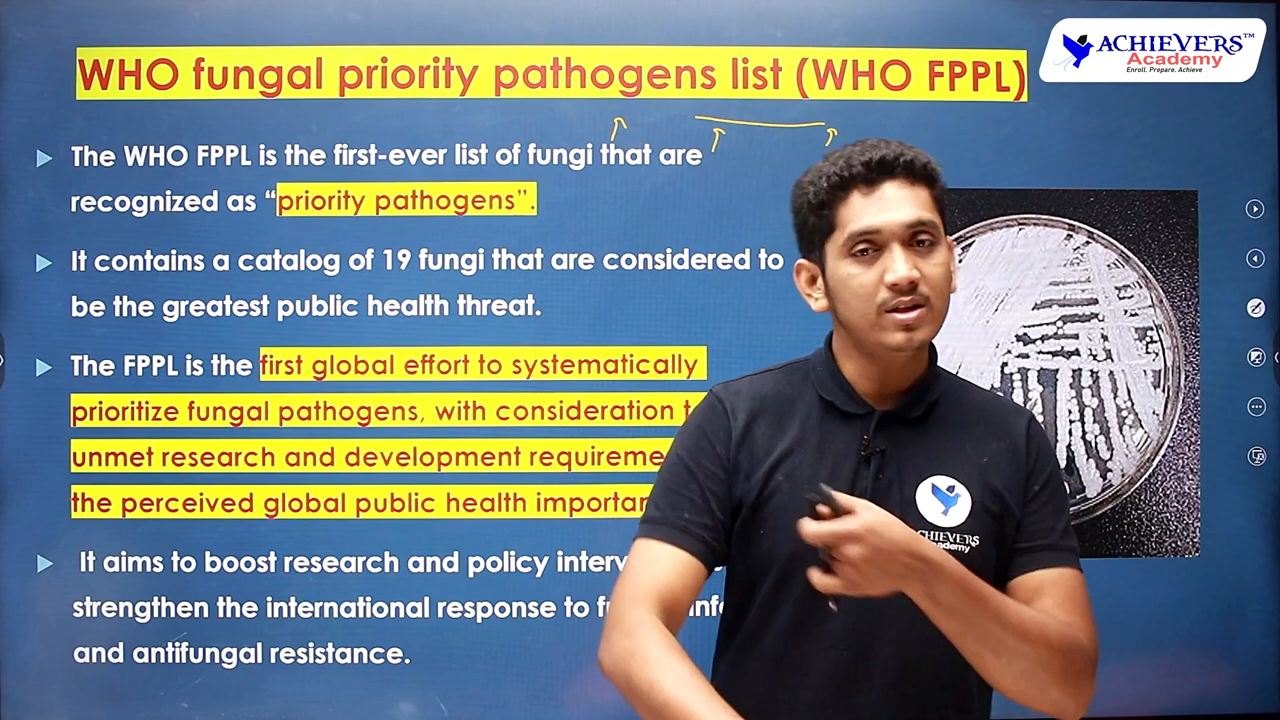 ACHIEVERS™
Academy
Enroll. Prepare. Achieve
WHO fungal priority pathogens list (WHO FPPL)
The WHO FPPL is the first-ever list of fungi that are
recognized as “priority pathogens”.
It contains a catalog of 19 fungi that are considered to
be the greatest public health threat.
The FPPL is the first global effort to systematically
prioritize fungal pathogens, with consideration
unmet research and development
the perceived global public health
It aims to boost research and policy
strengthen the international response to
and antifungal resistance.
ACHIEVERS
Academy